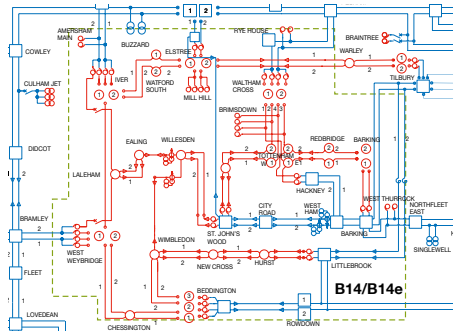 1 2
AMERSHAM
MAIN
BUZZARD
RYE HOUSE
BRAINTREE
COWLEY
ELSTREE
WARLEY
CULHAM JET
IVER
WATFORD
SOUTH
MILL HILL
WALTHAM
CROSS
TILBURY
BRIMSDOWN
DIDCOT
EALING
WILLESDEN
REDBRIDGE
BARKING
TOTTENHAM
LALEHAM
HACKNEY
BRAMLEY
CITY
ROAD
WEST
HAM
WEST THURROCK
NORTHFLEET
EAST
ST. JOHN'S
WOOD
BARKING
SINGLEWELL
WEST
WEYBRIDGE
WIMBLEDON
NEW CROSS
HURST
LITTLEBROOK
FLEET
B14/B14e
BEDDINGTON
LOVEDEAN
CHESSINGTON
ROWDOWN